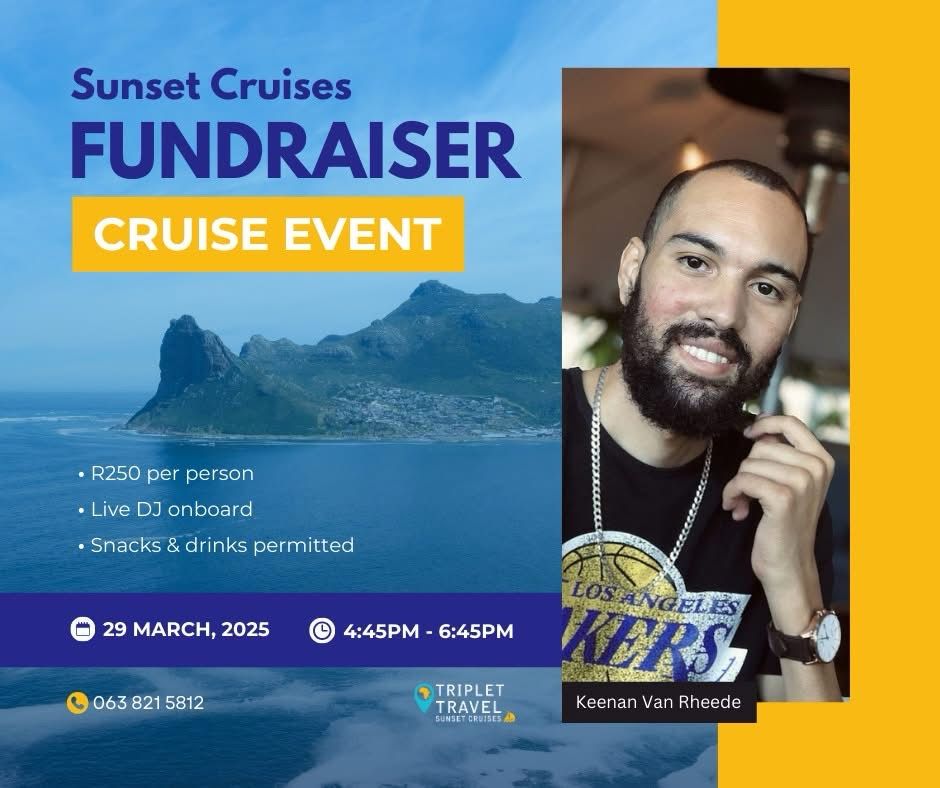 Sunset Cruises
FUNDRAISER
CRUISE EVENT
• R250 per person
• Live DJ onboard
• Snacks & drinks permitted
29 MARCH, 2025
4:45PM - 6:45PM
063 821 5812
TRIPLET
TRAVEL
SUNSET CRUISES
LOS ANGELES
AKERS
Keenan Van Rheede